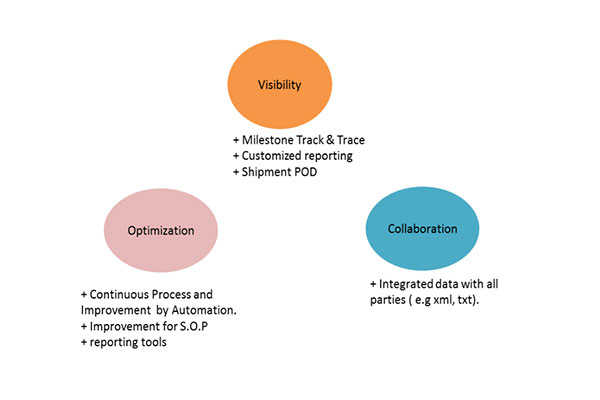 Visibility
+ Milestone Track & Trace
+ Customized reporting
+ Shipment POD
Optimization
+ Continuous Process and
Improvement by Automation.
+ Improvement for S.O.P
+ reporting tools
Collaboration
+ Integrated data with all
parties ( e.g xml, txt).